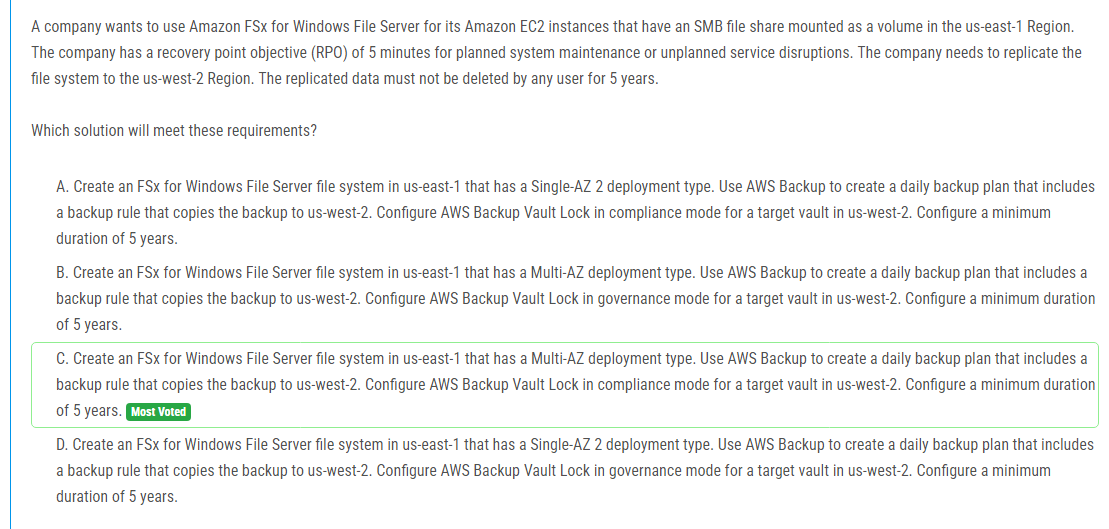 A company wants to use Amazon FSx for Windows File Server for its Amazon EC2 instances that have an SMB file share mounted as a volume in the us-east-1 Region.
The company has a recovery point objective (RPO) of 5 minutes for planned system maintenance or unplanned service disruptions. The company needs to replicate the
file system to the us-west-2 Region. The replicated data must not be deleted by any user for 5 years.
Which solution will meet these requirements?
A. Create an FSx for Windows File Server file system in us-east-1 that has a Single-AZ 2 deployment type. Use AWS Backup to create a daily backup plan that includes
a backup rule that copies the backup to us-west-2. Configure AWS Backup Vault Lock in compliance mode for a target vault in us-west-2. Configure a minimum
duration of 5 years.
B. Create an FSx for Windows File Server file system in us-east-1 that has a Multi-AZ deployment type. Use AWS Backup to create a daily backup plan that includes a
backup rule that copies the backup to us-west-2. Configure AWS Backup Vault Lock in governance mode for a target vault in us-west-2. Configure a minimum duration
of 5 years.
C. Create an FSx for Windows File Server file system in us-east-1 that has a Multi-AZ deployment type. Use AWS Backup to create a daily backup plan that includes a
backup rule that copies the backup to us-west-2. Configure AWS Backup Vault Lock in compliance mode for a target vault in us-west-2. Configure a minimum duration
of 5 years. Most Voted
D. Create an FSx for Windows File Server file system in us-east-1 that has a Single-AZ 2 deployment type. Use AWS Backup to create a daily backup plan that includes
a backup rule that copies the backup to us-west-2. Configure AWS Backup Vault Lock in governance mode for a target vault in us-west-2. Configure a minimum
duration of 5 years.